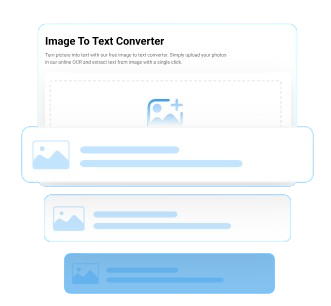 Image To Text Converter
Turn picture into text with our free image to text converter. Simply upload your photos
in our online OCR and extract text from image with a single click.